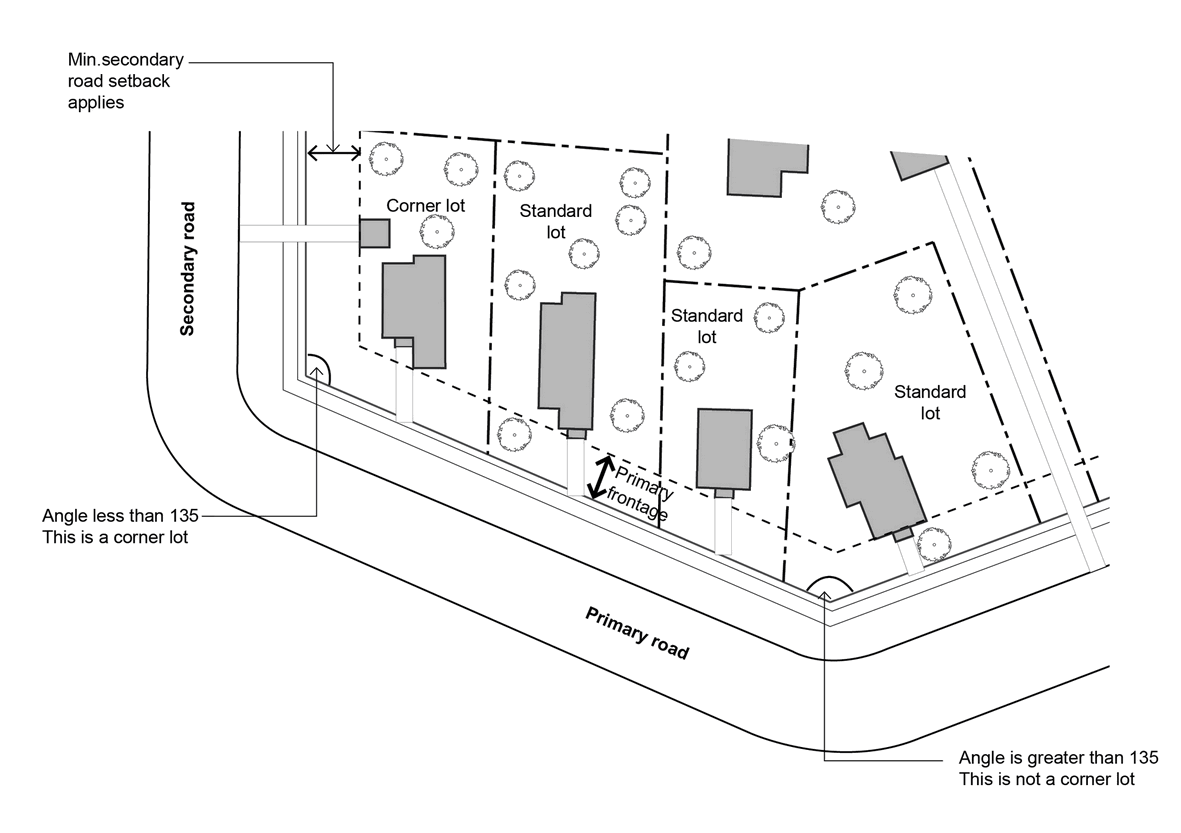 Min.secondary
road setback
applies
Corner lot
Standard
lot
Secondary road
Standard
lot
Standard
lot
Primary
frontage
Angle less than 135
This is a corner lot
Primary road
Angle is greater than 135
This is not a corner lot